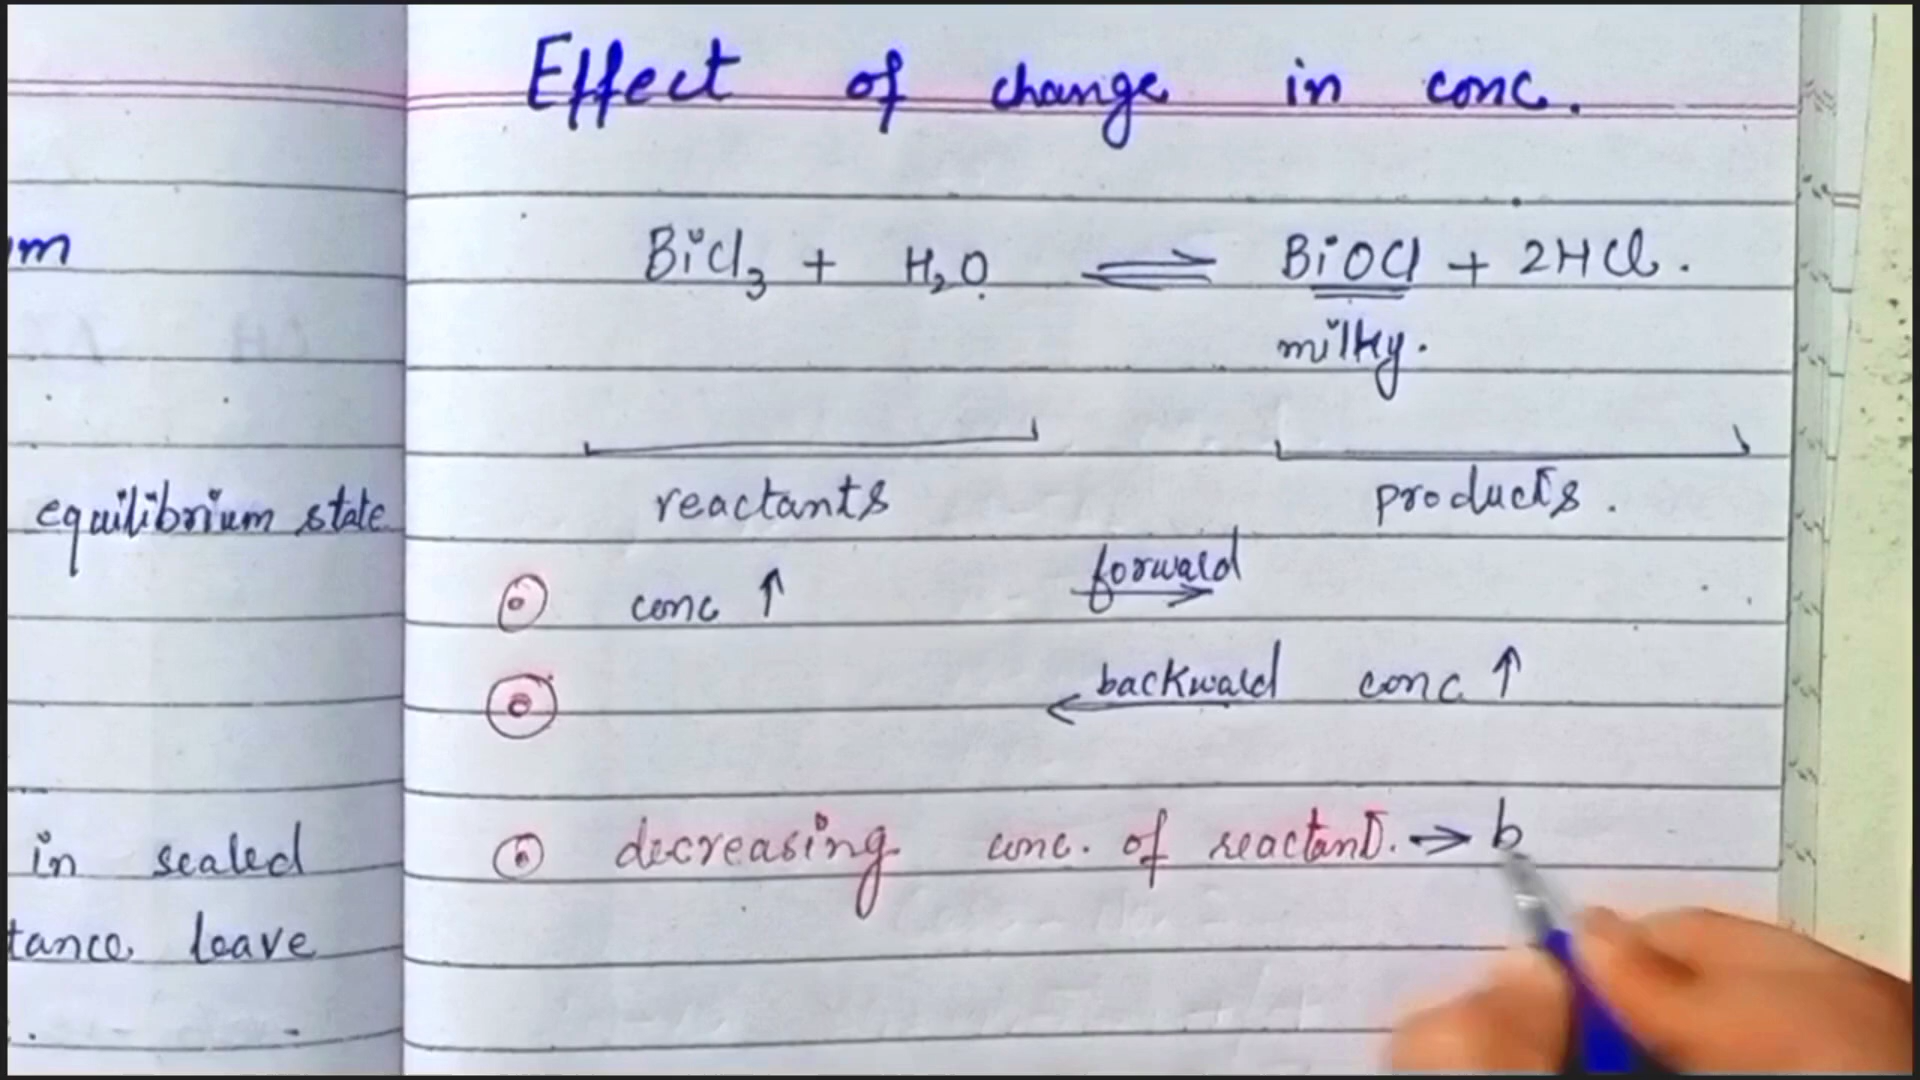 Effect of change in conc.
BiCl₃ + H₂O ⇌ BiOCl + 2HCl.
milky.
reactants products.
conc ↑ forward →
← backward conc ↑
decreasing conc. of reactant. → b
um
equilibrium state
in sealed
tance leave